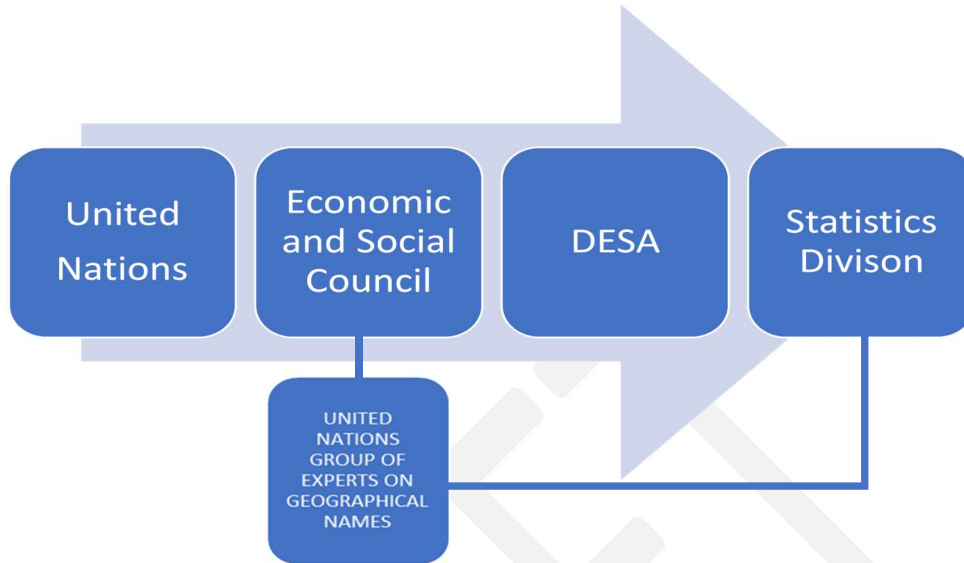 United
Nations
Economic
and Social
Council
DESA
Statistics
Divison
UNITED
NATIONS
GROUP OF
EXPERTS ON
GEOGRAPHICAL
NAMES